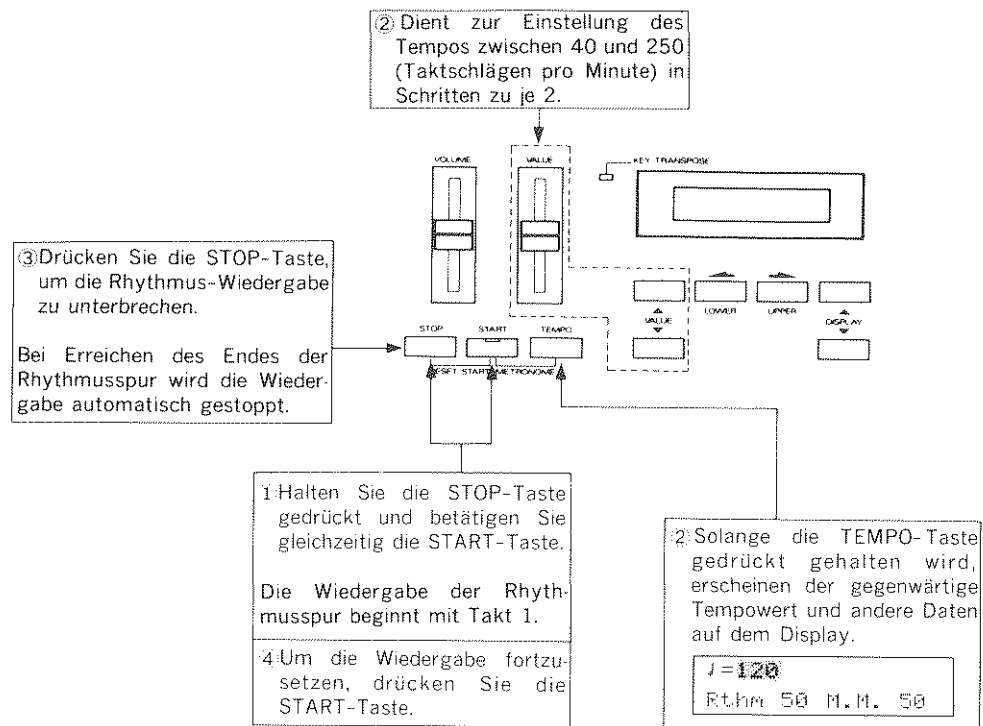 ② Dient zur Einstellung des
Tempos zwischen 40 und 250
(Taktschlägen pro Minute) in
Schritten zu je 2.
VOLUME
VALUE
KEY TRANSPOSE
③Drücken Sie die STOP-Taste,
um die Rhythmus-Wiedergabe
zu unterbrechen.
Bei Erreichen des Endes der
Rhythmusspur wird die Wieder-
gabe automatisch gestoppt.
VALUE
LOWER
UPPER
DISPLAY
STOP
START
TEMPO
RESET START METRONOME
1 Halten Sie die STOP-Taste
gedrückt und betätigen Sie
gleichzeitig die START-Taste.
Die Wiedergabe der Rhyth-
musspur beginnt mit Takt 1.
4 Um die Wiedergabe fortzu-
setzen, drücken Sie die
START-Taste.
② Solange die TEMPO-Taste
gedrückt gehalten wird,
erscheinen der gegenwärtige
Tempowert und andere Daten
auf dem Display.
♩=120
Rthm 50 M.M. 50